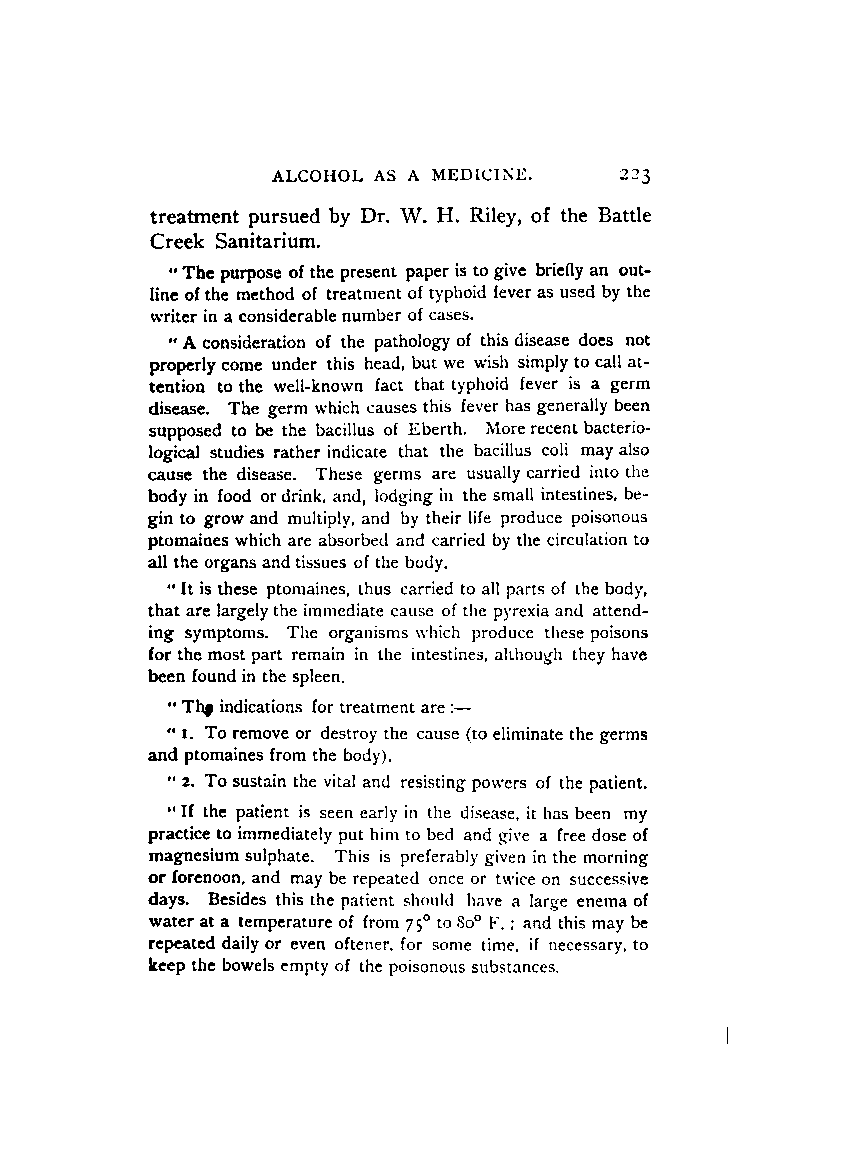 ALCOHOL AS A MEDICINE. 223
treatment pursued by Dr. W. H. Riley, of the Battle
Creek Sanitarium.
" The purpose of the present paper is to give briefly an out-
line of the method of treatment of typhoid fever as used by the
writer in a considerable number of cases.
" A consideration of the pathology of this disease does not
properly come under this head, but we wish simply to call at-
tention to the well-known fact that typhoid fever is a germ
disease. The germ which causes this fever has generally been
supposed to be the bacillus of Eberth. More recent bacterio-
logical studies rather indicate that the bacillus coli may also
cause the disease. These germs are usually carried into the
body in food or drink, and, lodging in the small intestines, be-
gin to grow and multiply, and by their life produce poisonous
ptomaines which are absorbed and carried by the circulation to
all the organs and tissues of the body.
" It is these ptomaines, thus carried to all parts of the body,
that are largely the immediate cause of the pyrexia and attend-
ing symptoms. The organisms which produce these poisons
for the most part remain in the intestines, although they have
been found in the spleen.
" The indications for treatment are :—
" 1. To remove or destroy the cause (to eliminate the germs
and ptomaines from the body).
" 2. To sustain the vital and resisting powers of the patient.
" If the patient is seen early in the disease, it has been my
practice to immediately put him to bed and give a free dose of
magnesium sulphate. This is preferably given in the morning
or forenoon, and may be repeated once or twice on successive
days. Besides this the patient should have a large enema of
water at a temperature of from 75° to 80° F. ; and this may be
repeated daily or even oftener, for some time, if necessary, to
keep the bowels empty of the poisonous substances.